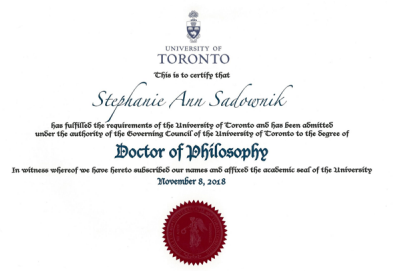 UNIVERSITY OF
TORONTO
This is to certify that
Stephanie Ann Sadownik
has fulfilled the requirements of the University of Toronto and has been admitted
under the authority of the Governing Council of the University of Toronto to the degree of
Doctor of Philosophy
In witness whereof we have hereto subscribed our names and affixed the academic seal of the University
November 8, 2018